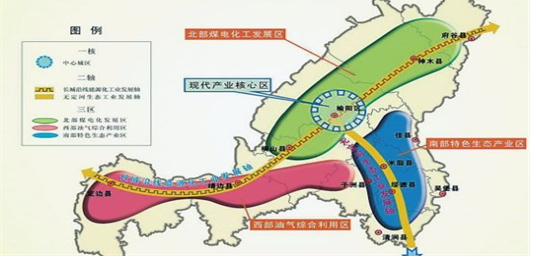 图 例
一核
中心城区
二轴
长城沿线能源化工业发展轴
无定河生态工业发展轴
三区
北部煤电化发展区
西部油气综合利用区
南部特色生态产业区
北部煤电化工发展区
府谷县
神木县
现代产业核心区
榆阳区
佳县
南部特色生态产业区
横山县
米脂县
吴堡县
子洲县
绥德县
靖边县
定边县
西部油气综合利用区
清涧县